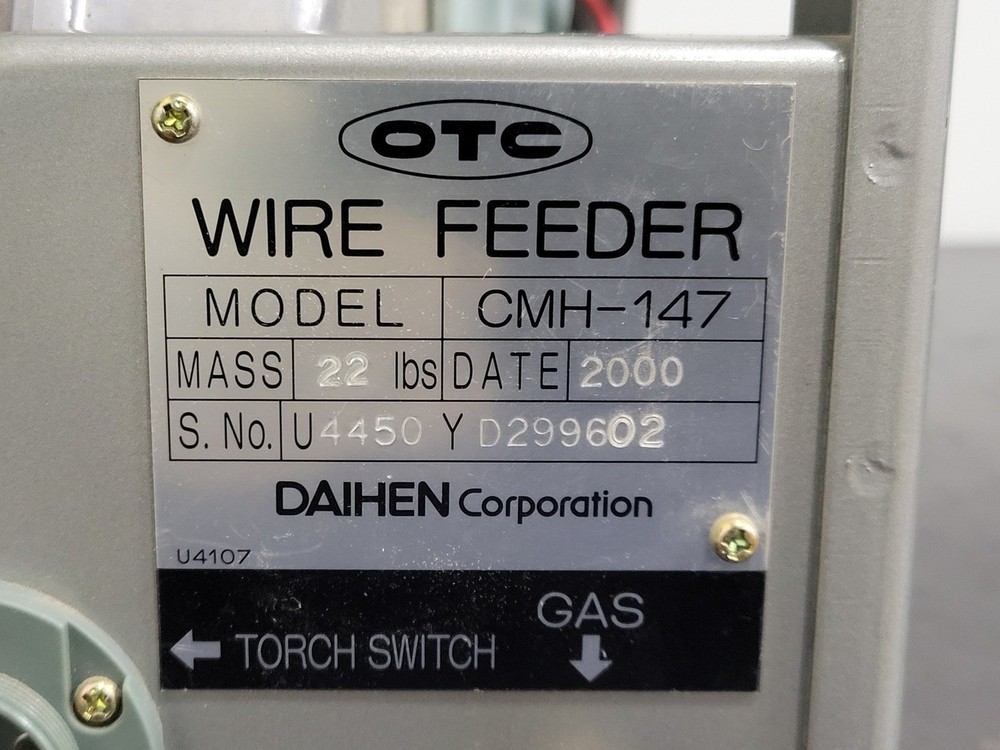 OTC
WIRE FEEDER
MODEL CMH-147
MASS 22 lbs DATE 2000
S. No. U4450 Y D299602
DAIHEN Corporation
U4107
GAS
← TORCH SWITCH ↓